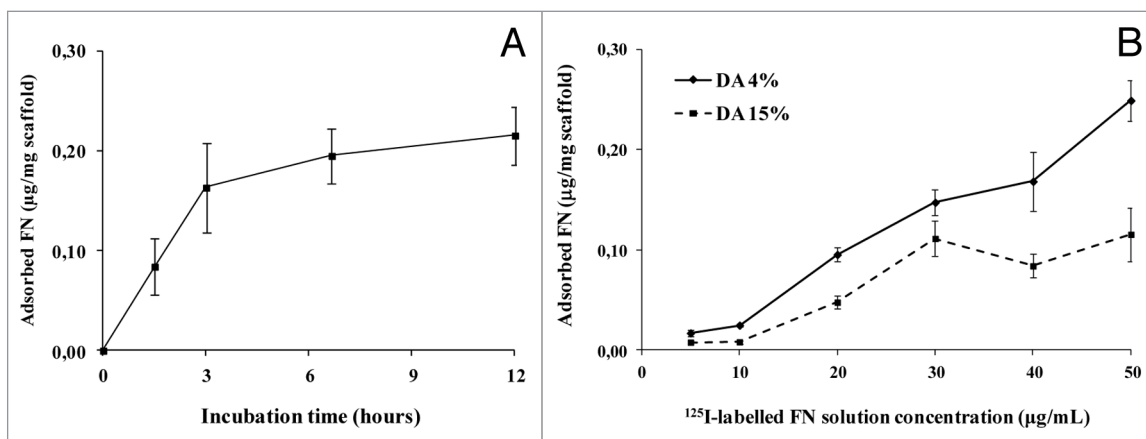 A
Adsorbed FN (µg/mg scaffold)
0,30
0,20
0,10
0,00
0
3
6
9
12
Incubation time (hours)
B
DA 4%
DA 15%
Adsorbed FN (µg/mg scaffold)
0,30
0,20
0,10
0,00
0
10
20
30
40
50
¹²⁵I-labelled FN solution concentration (µg/mL)